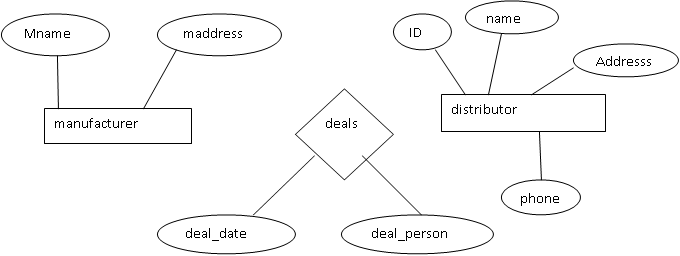 Mname
maddress
ID
name
Addresss
manufacturer
deals
distributor
phone
deal_date
deal_person